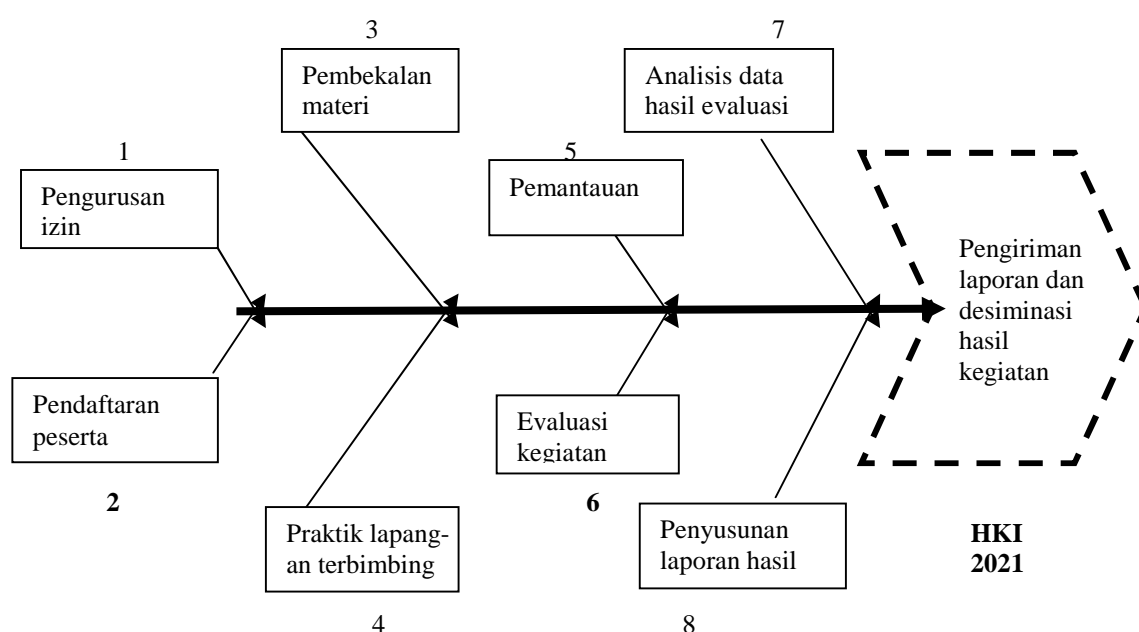 1
Pengurusan
izin
2
Pendaftaran
peserta
3
Pembekalan
materi
4
Praktik lapang-
an terbimbing
5
Pemantauan
6
Evaluasi
kegiatan
7
Analisis data
hasil evaluasi
8
Penyusunan
laporan hasil
Pengiriman
laporan dan
desiminasi
hasil
kegiatan
HKI
2021